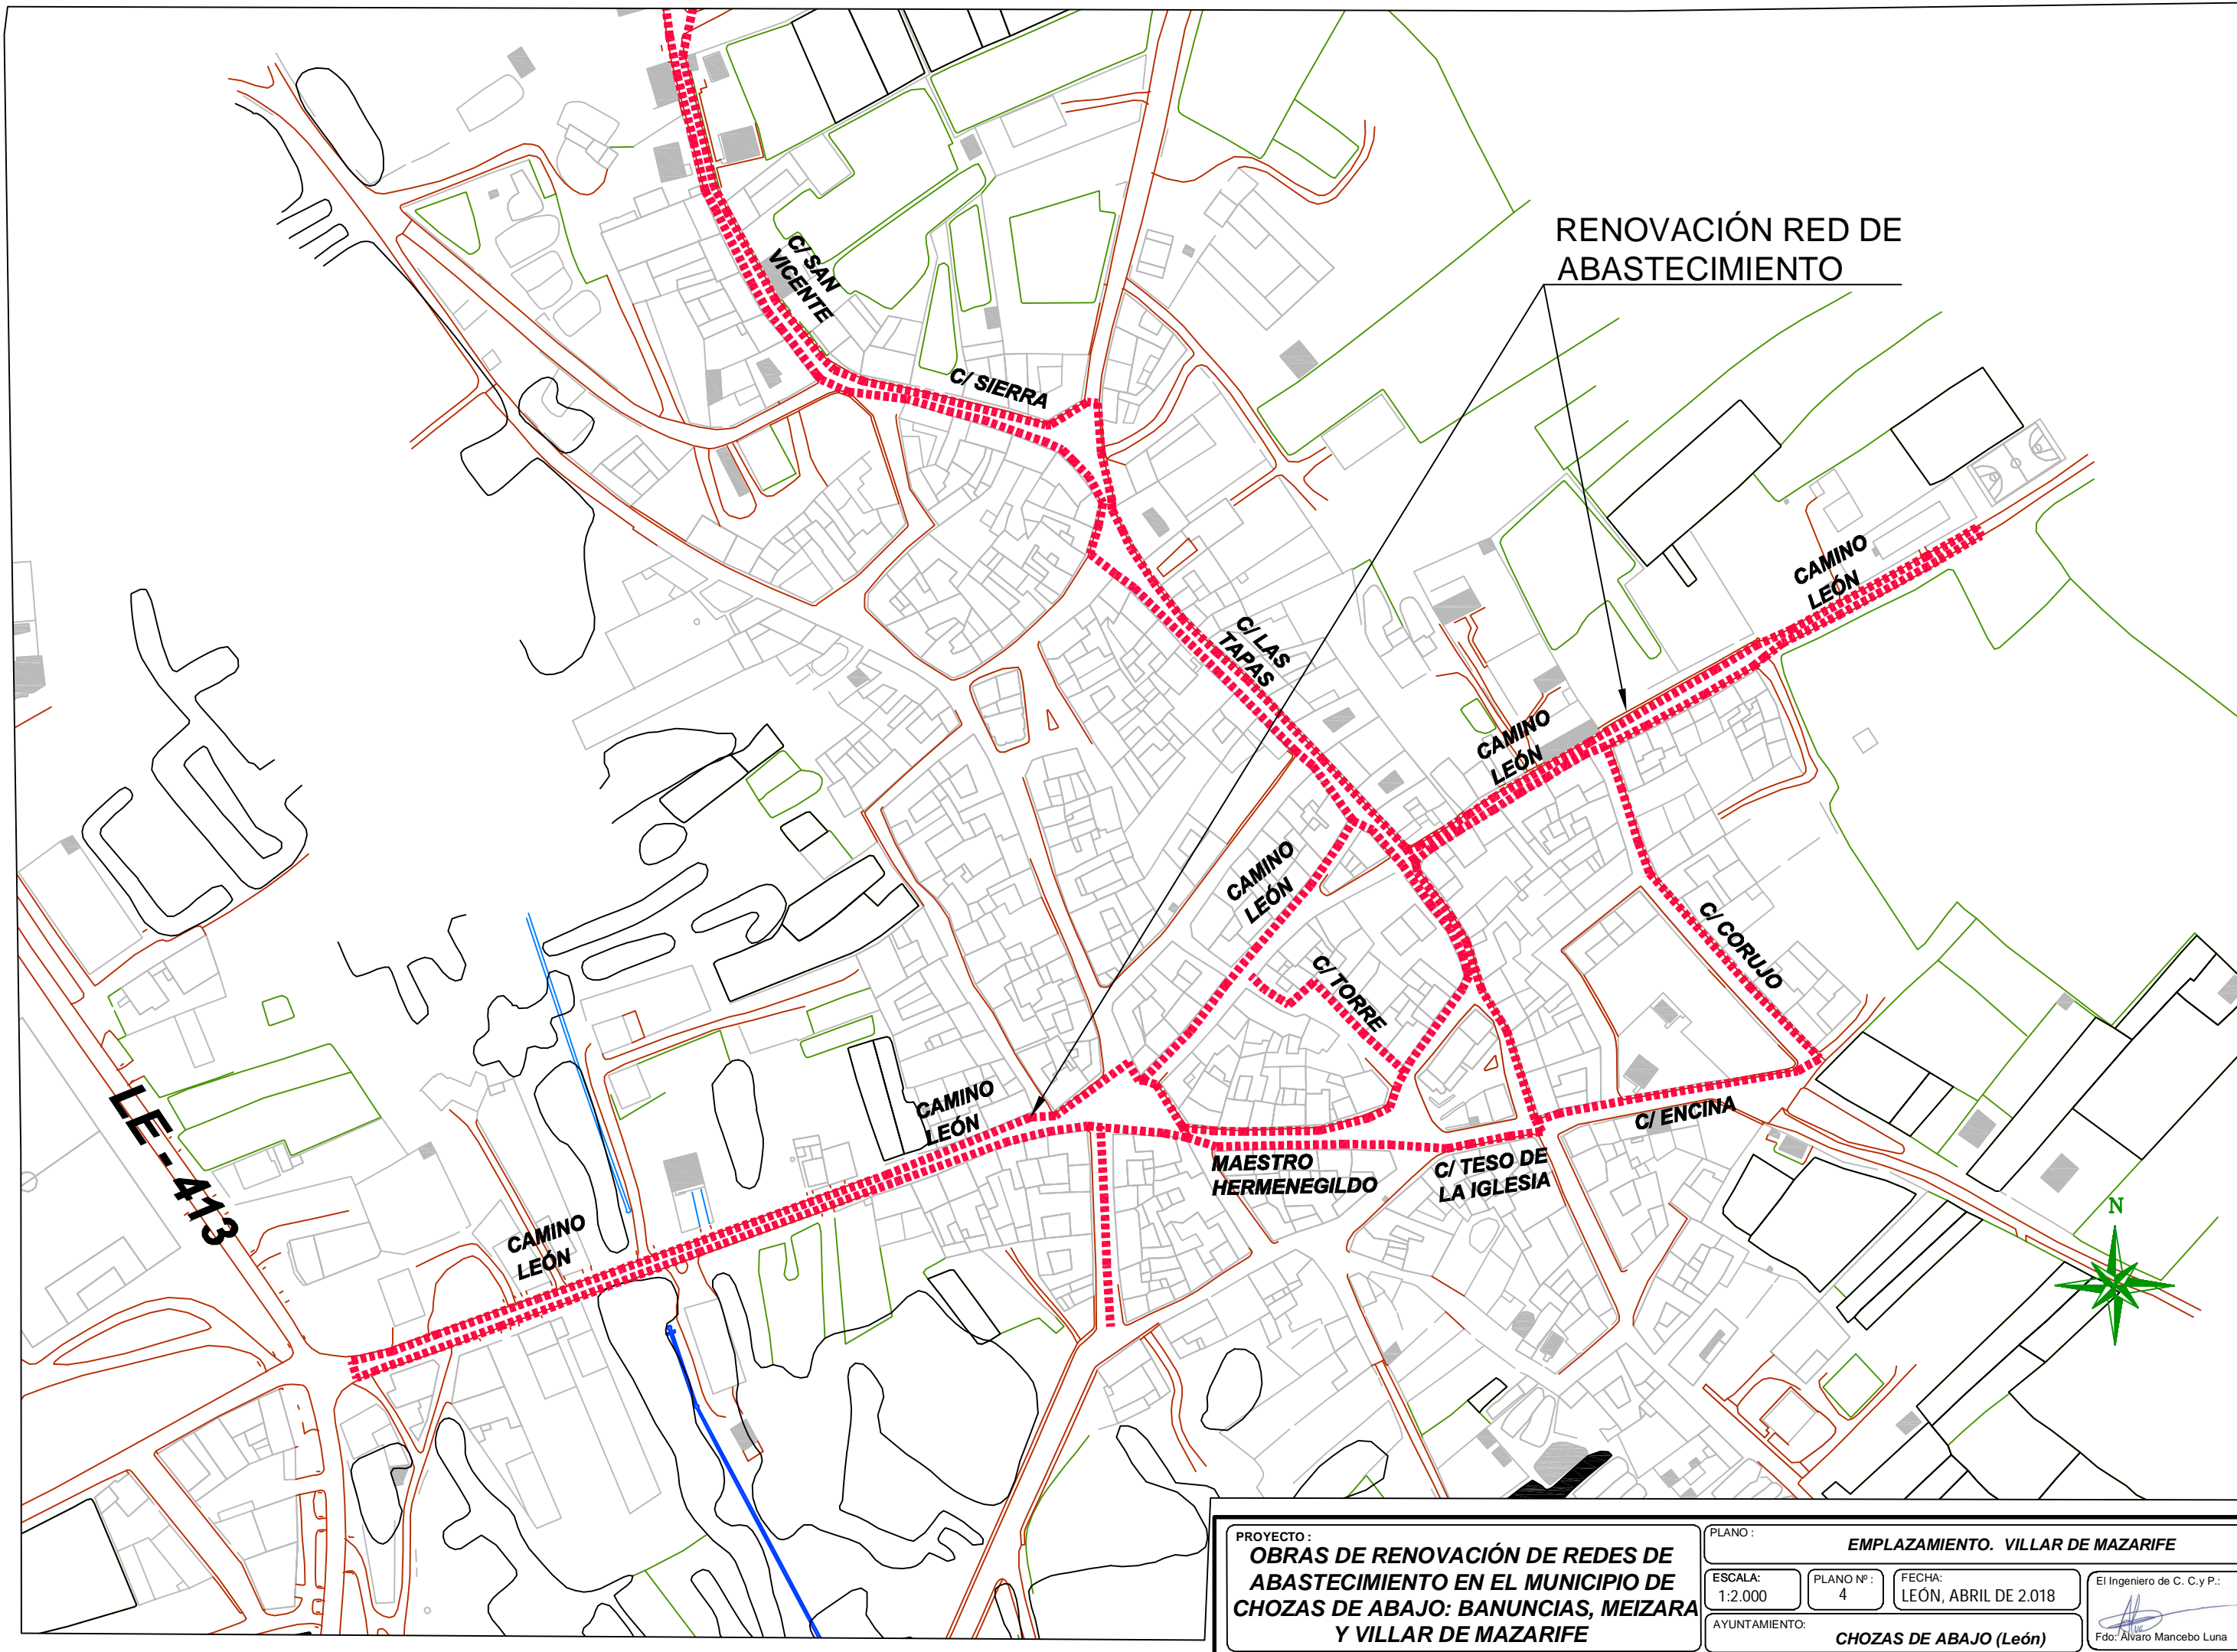 RENOVACIÓN RED DE
ABASTECIMIENTO
C/ SAN
VICENTE
C/ SIERRA
CAMINO
LEÓN
C/ LAS
TAPAS
CAMINO
LEÓN
CAMINO
LEÓN
C/ CORUJO
C/ TORRE
CAMINO
LEÓN
C/ ENCINA
MAESTRO
HERMENEGILDO
C/ TESO DE
LA IGLESIA
LE-413
CAMINO
LEÓN
N
PROYECTO :
OBRAS DE RENOVACIÓN DE REDES DE
ABASTECIMIENTO EN EL MUNICIPIO DE
CHOZAS DE ABAJO: BANUNCIAS, MEIZARA
Y VILLAR DE MAZARIFE
PLANO :
EMPLAZAMIENTO. VILLAR DE MAZARIFE
ESCALA:
1:2.000
PLANO Nº :
4
FECHA:
LEÓN, ABRIL DE 2.018
El Ingeniero de C. C.y P.:
Fdo: Álvaro Mancebo Luna
AYUNTAMIENTO:
CHOZAS DE ABAJO (León)